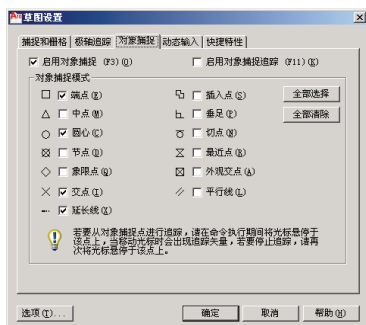 草图设置
捕捉和栅格 极轴追踪 对象捕捉 动态输入 快捷特性
启用对象捕捉 (F3)(O) 启用对象捕捉追踪 (F11)(K)
对象捕捉模式
端点(E) 插入点(S) 全部选择
中点(M) 垂足(P) 全部清除
圆心(C) 切点(N)
节点(D) 最近点(R)
象限点(Q) 外观交点(A)
交点(I) 平行线(L)
延长线(X)
若要从对象捕捉点进行追踪，请在命令执行期间将光标悬停于
该点上，当移动光标时会出现追踪矢量，若要停止追踪，请再
次将光标悬停于该点上。
选项(T)... 确定 取消 帮助(H)